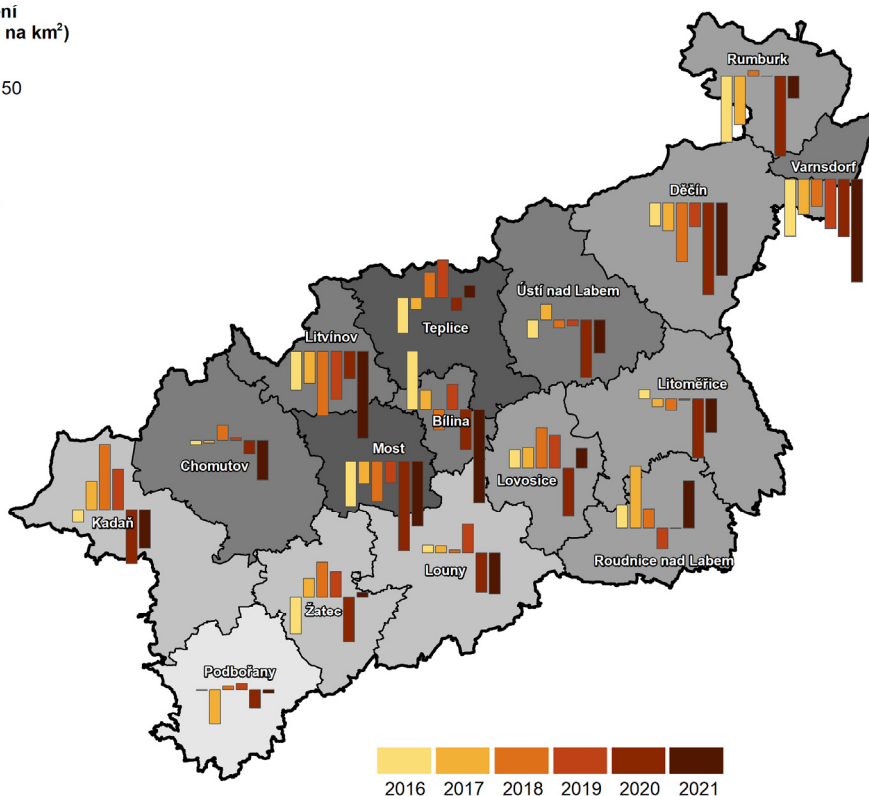 ení
na km²)
50
Rumburk
Varnsdorf
Děčín
Ústí nad Labem
Teplice
Litvínov
Litoměřice
Bílina
Most
Chomutov
Lovosice
Kadaň
Roudnice nad Labem
Louny
Žatec
Podbořany
2016 2017 2018 2019 2020 2021